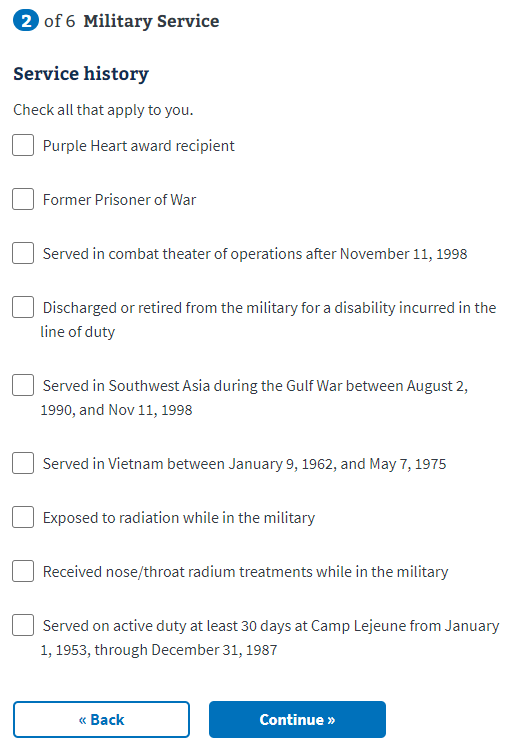 2 of 6 Military Service
Service history
Check all that apply to you.
Purple Heart award recipient
Former Prisoner of War
Served in combat theater of operations after November 11, 1998
Discharged or retired from the military for a disability incurred in the
line of duty
Served in Southwest Asia during the Gulf War between August 2,
1990, and Nov 11, 1998
Served in Vietnam between January 9, 1962, and May 7, 1975
Exposed to radiation while in the military
Received nose/throat radium treatments while in the military
Served on active duty at least 30 days at Camp Lejeune from January
1, 1953, through December 31, 1987
« Back
Continue »